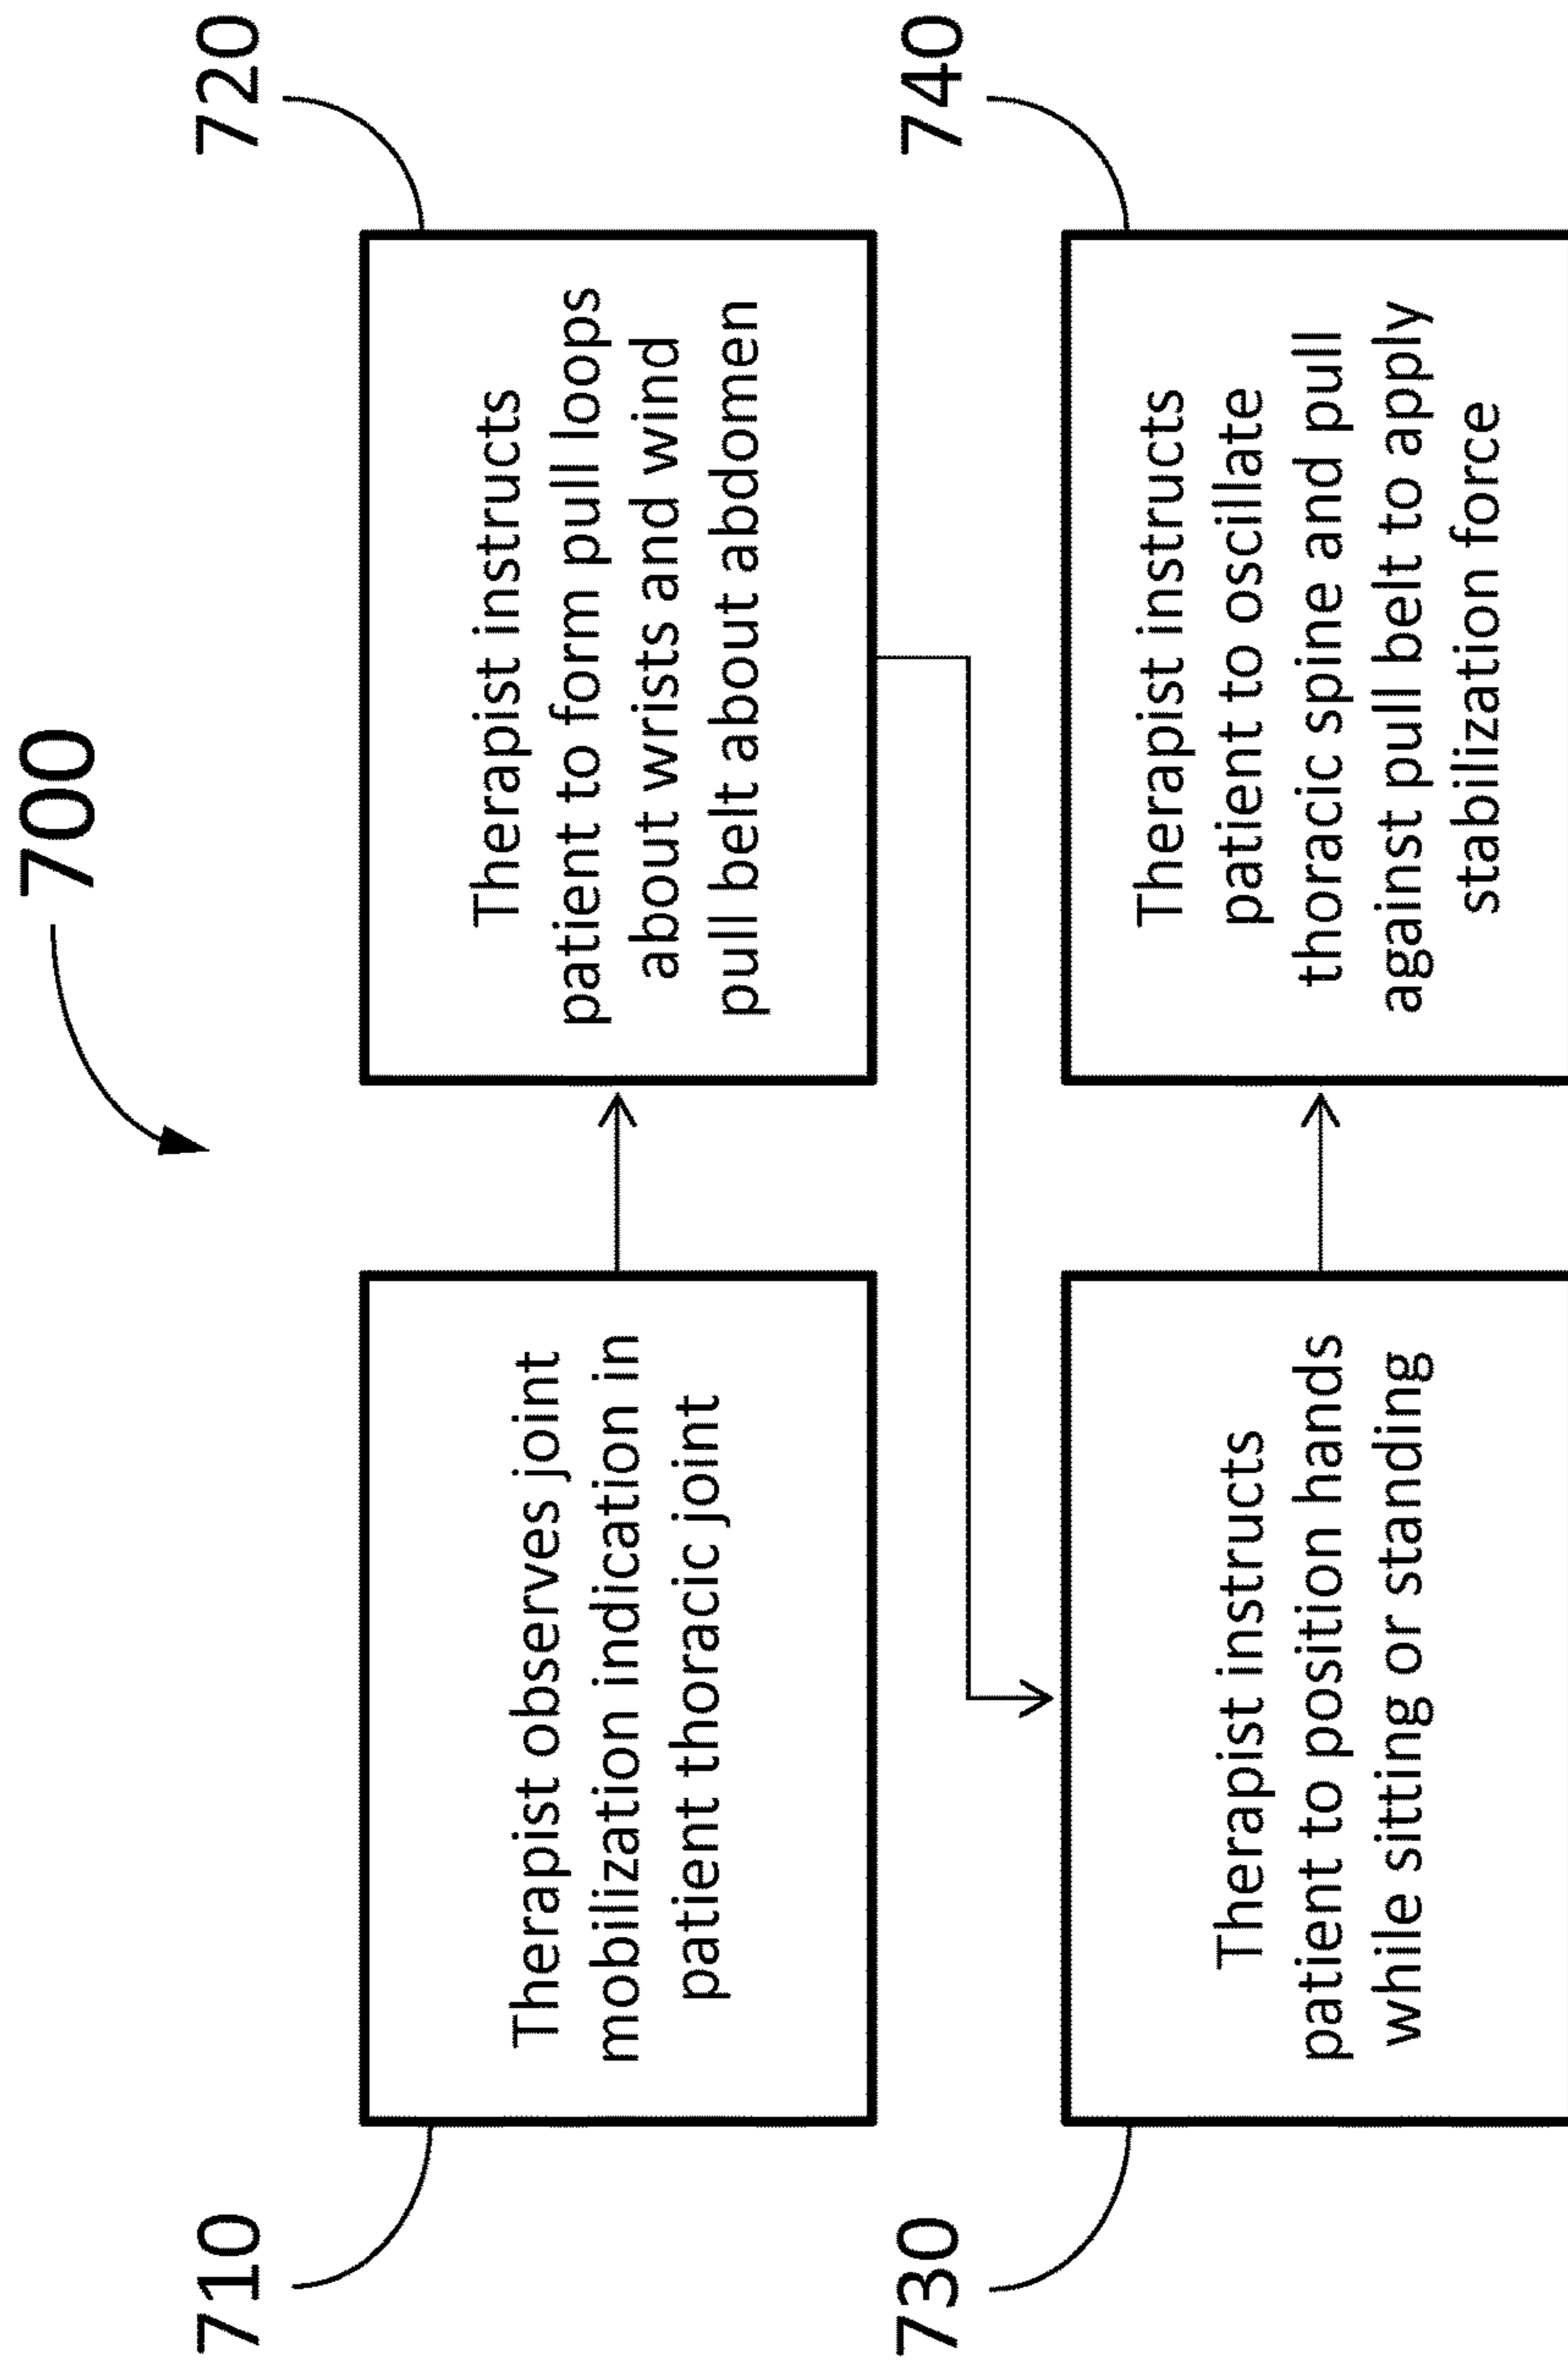 700
710
Therapist observes joint
mobilization indication in
patient thoracic joint
720
Therapist instructs
patient to form pull loops
about wrists and wind
pull belt about abdomen
730
Therapist instructs
patient to position hands
while sitting or standing
740
Therapist instructs
patient to oscillate
thoracic spine and pull
against pull belt to apply
stabilization force